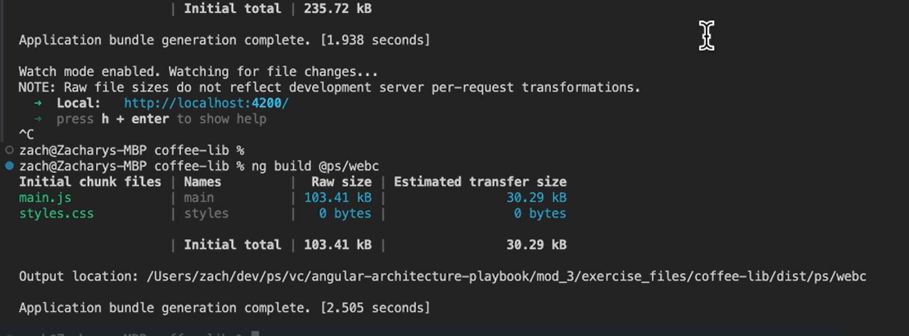 | Initial total | 235.72 kB
Application bundle generation complete. [1.938 seconds]
Watch mode enabled. Watching for file changes...
NOTE: Raw file sizes do not reflect development server per-request transformations.
➜ Local: http://localhost:4200/
➜ press h + enter to show help
^C
zach@Zacharys-MBP coffee-lib %
zach@Zacharys-MBP coffee-lib % ng build @ps/webc
Initial chunk files | Names | Raw size | Estimated transfer size
main.js | main | 103.41 kB | 30.29 kB
styles.css | styles | 0 bytes | 0 bytes
| Initial total | 103.41 kB | 30.29 kB
Output location: /Users/zach/dev/ps/vc/angular-architecture-playbook/mod_3/exercise_files/coffee-lib/dist/ps/webc
Application bundle generation complete. [2.505 seconds]
zach@Zacharys-MBP coffee-lib %